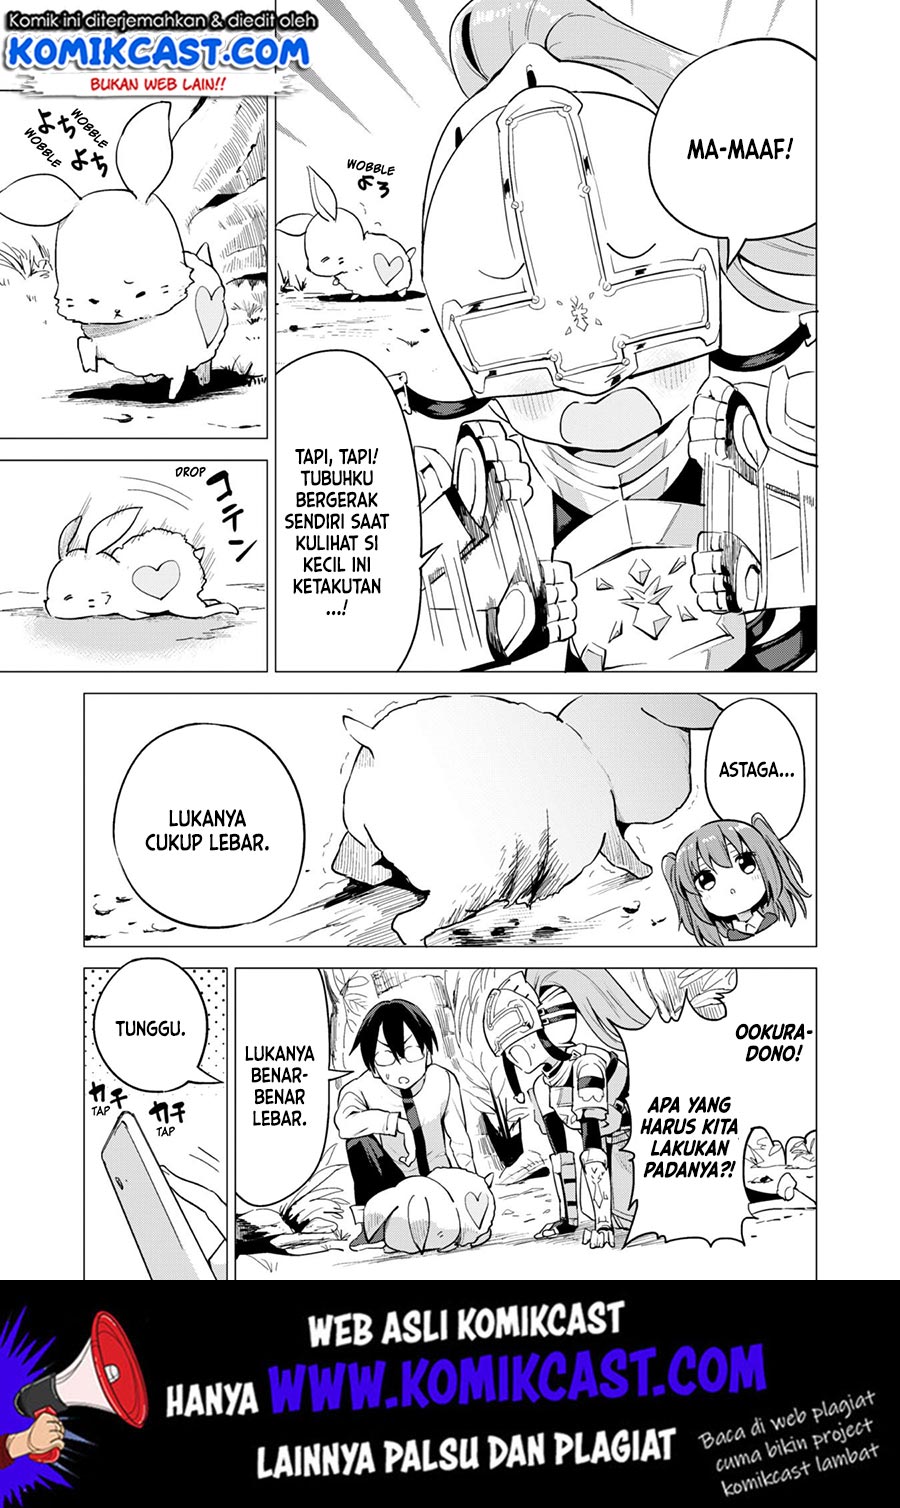 Komik ini diterjemahkan & diedit oleh
KOMIKCAST.COM
BUKAN WEB LAIN!!
MA-MAAF!
WOBBLE
よろ
TAPI, TAPI!
TUBUHKU
BERGERAK
SENDIRI SAAT
KULIHAT SI
KECIL INI
KETAKUTAN
...!
よち
WOBBLE
よち
WOBBLE
DROP
コテン
ASTAGA...
LUKANYA
CUKUP LEBAR.
OOKURA-
DONO!
APA YANG
HARUS KITA
LAKUKAN
PADANYA?!
LUKANYA
BENAR-
BENAR
LEBAR.
TUNGGU.
カチ
TAP
カチ
TAP
WEB ASLI KOMIKCAST
HANYA WWW.KOMIKCAST.COM
LAINNYA PALSU DAN PLAGIAT
Baca di web plagiat
cuma bikin project
komikcast lambat